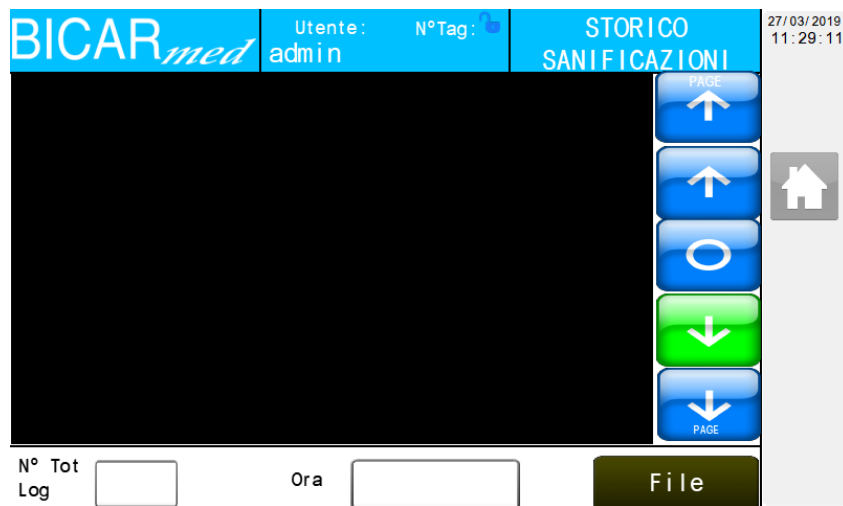 BICARmed
Utente: N°Tag:
admin
STORICO
SANIFICAZIONI
27/03/2019
11:29:11
PAGE
PAGE
N° Tot
Log
Ora
File